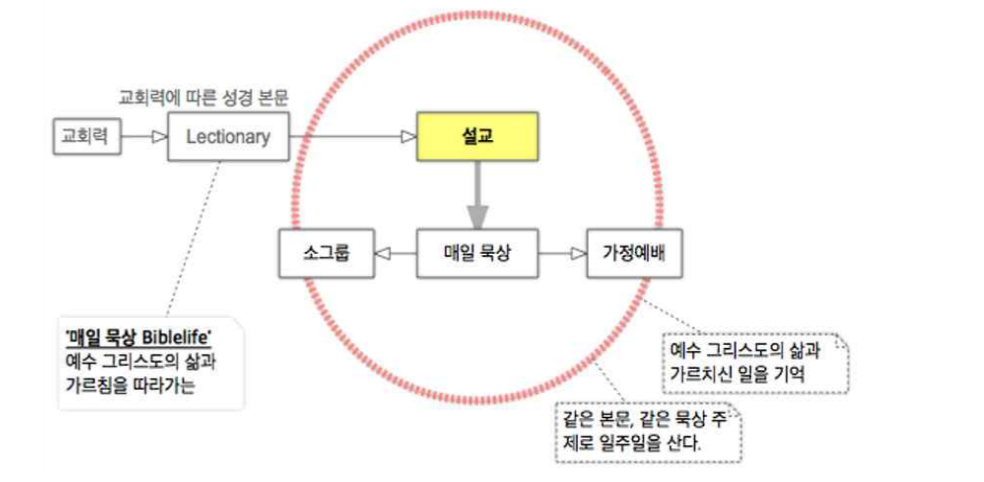 교회력에 따른 성경 본문
교회력
Lectionary
설교
소그룹
매일 묵상
가정예배
'매일 묵상 Biblelife'
예수 그리스도의 삶과
가르침을 따라가는
예수 그리스도의 삶과
가르치신 일을 기억
같은 본문, 같은 묵상 주
제로 일주일을 산다.